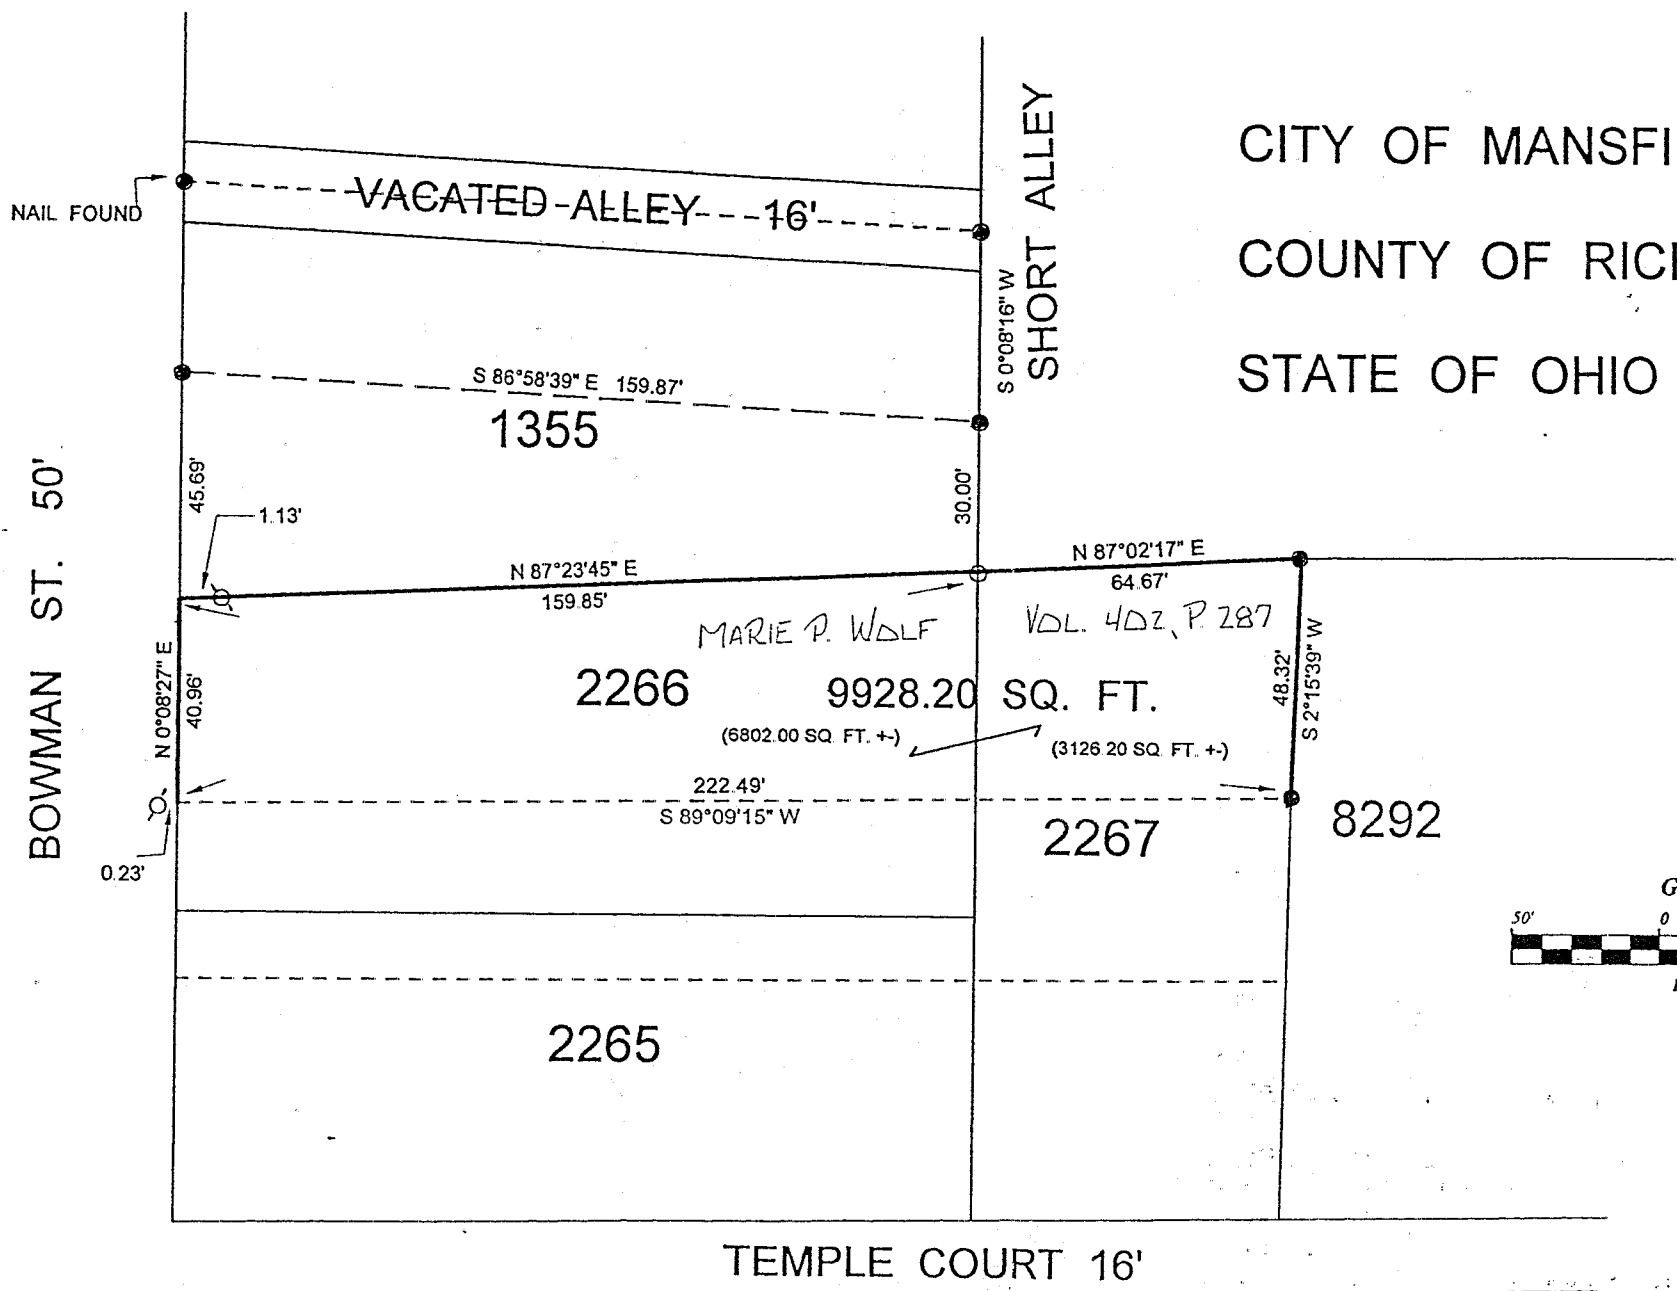 CITY OF MANSFI
COUNTY OF RICH
STATE OF OHIO
NAIL FOUND
VACATED ALLEY 16'
SHORT ALLEY
S 0°08'16" W
S 86°58'39" E 159.87'
1355
BOWMAN ST. 50'
45.69'
1.13'
30.00'
N 87°23'45" E
159.85'
N 87°02'17" E
64.67'
MARIE P. WOLF VOL. 402, P. 287
N 0°08'27" E
40.96'
2266
9928.20 SQ. FT.
(6802.00 SQ. FT. +-)
(3126.20 SQ. FT. +-)
48.32'
S 2°15'39" W
222.49'
S 89°09'15" W
2267
8292
0.23'
G
50' 0
2265
TEMPLE COURT 16'